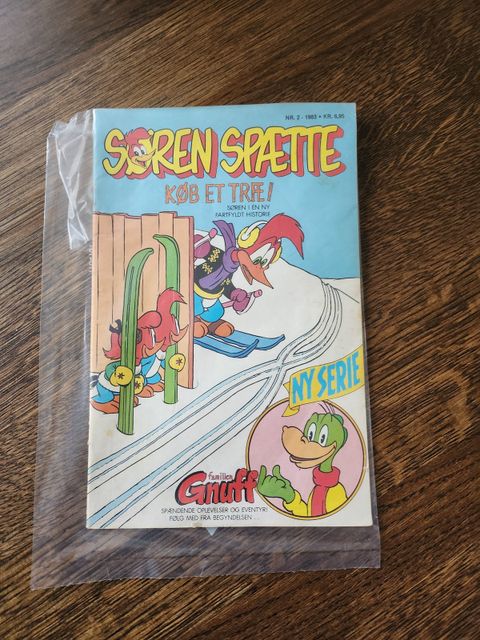 NR. 2 - 1983 • KR. 6,95
SØREN SPÆTTE
KØB ET TRÆ!
SØREN I EN NY
FARTFYLDT HISTORIE
NY SERIE
familien
Gnuff
SPÆNDENDE OPLEVELSER OG EVENTYR!
FØLG MED FRA BEGYNDELSEN...